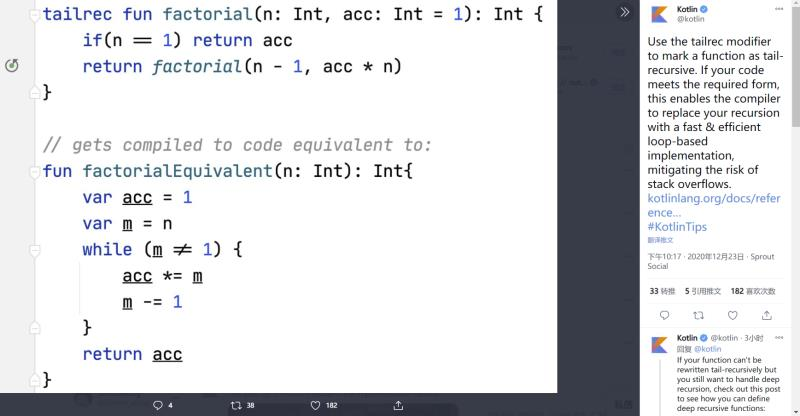 tailrec fun factorial(n: Int, acc: Int = 1): Int {
if(n == 1) return acc
return factorial(n - 1, acc * n)
}
// gets compiled to code equivalent to:
fun factorialEquivalent(n: Int): Int{
var acc = 1
var m = n
while (m ≠ 1) {
acc *= m
m -= 1
}
return acc
}
4
38
182
Kotlin
@kotlin
Use the tailrec modifier
to mark a function as tail-
recursive. If your code
meets the required form,
this enables the compiler
to replace your recursion
with a fast & efficient
loop-based
implementation,
mitigating the risk of
stack overflows.
kotlinlang.org/docs/refer
ence…
#KotlinTips
翻译推文
下午10:17 · 2020年12月23日 · Sprout
Social
33 转推 5 引用推文 182 喜欢次数
Kotlin @kotlin · 3小时
回复 @kotlin
If your function can't be
rewritten tail-recursively but
you still want to handle deep
recursion, check out this post
to see how you can define
deep recursive functions: